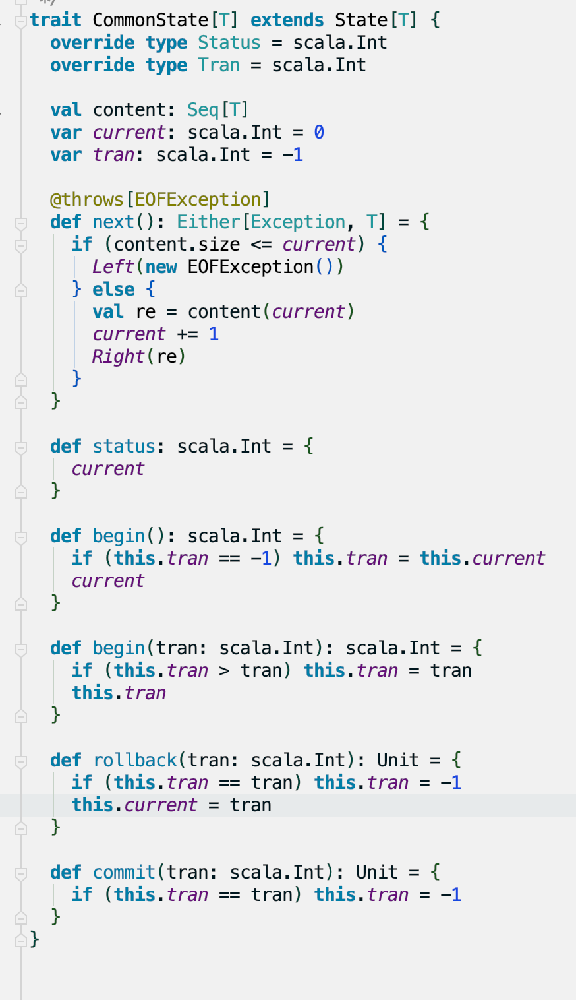 */
trait CommonState[T] extends State[T] {
  override type Status = scala.Int
  override type Tran = scala.Int

  val content: Seq[T]
  var current: scala.Int = 0
  var tran: scala.Int = -1

  @throws[EOFException]
  def next(): Either[Exception, T] = {
    if (content.size <= current) {
      Left(new EOFException())
    } else {
      val re = content(current)
      current += 1
      Right(re)
    }
  }

  def status: scala.Int = {
    current
  }

  def begin(): scala.Int = {
    if (this.tran == -1) this.tran = this.current
    current
  }

  def begin(tran: scala.Int): scala.Int = {
    if (this.tran > tran) this.tran = tran
    this.tran
  }

  def rollback(tran: scala.Int): Unit = {
    if (this.tran == tran) this.tran = -1
    this.current = tran
  }

  def commit(tran: scala.Int): Unit = {
    if (this.tran == tran) this.tran = -1
  }
}